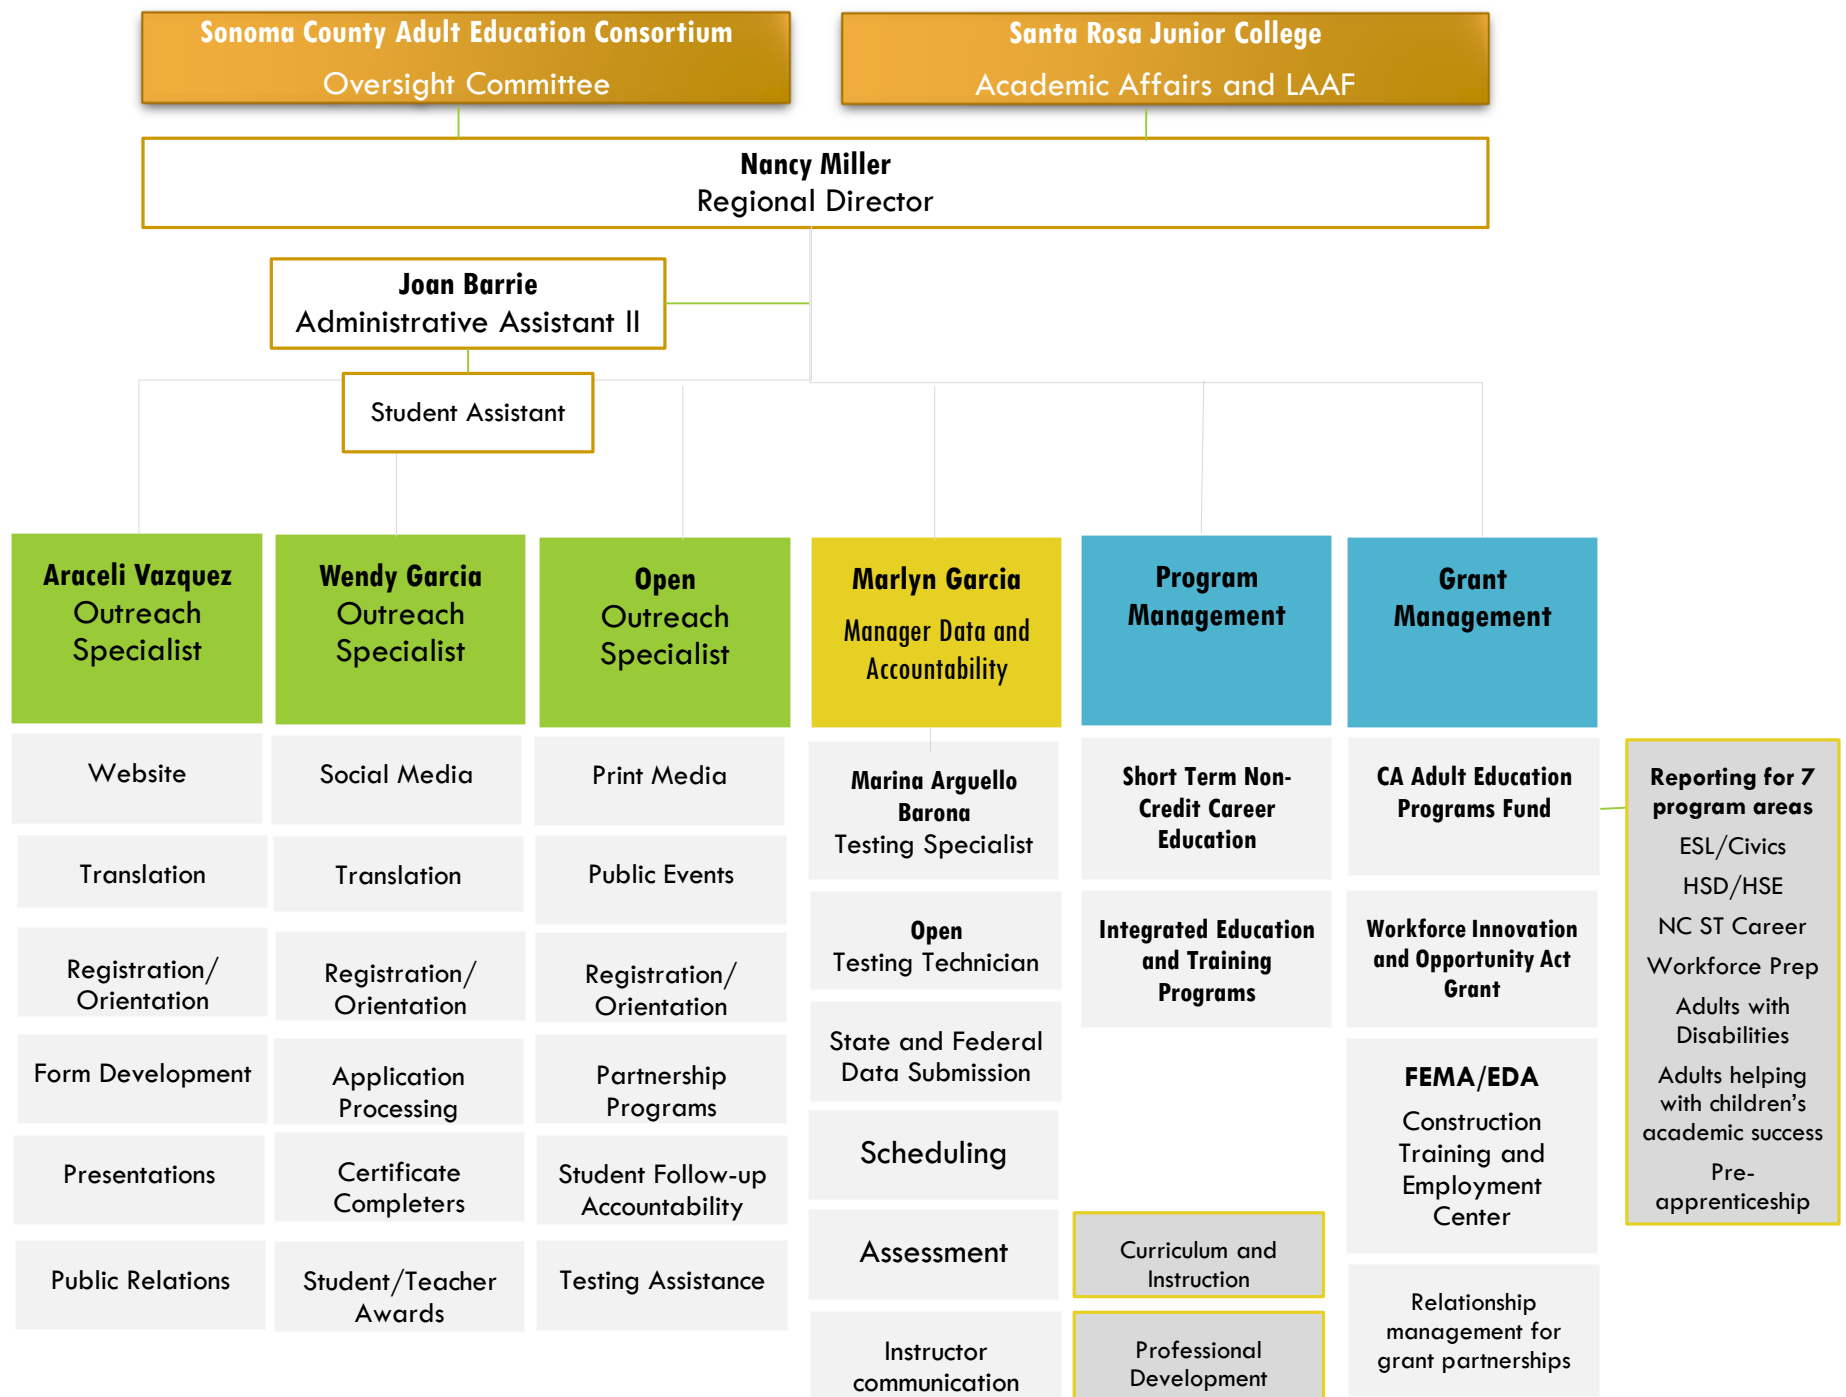 Sonoma County Adult Education Consortium
Oversight Committee
Santa Rosa Junior College
Academic Affairs and LAAF
Nancy Miller
Regional Director
Joan Barrie
Administrative Assistant II
Student Assistant
Araceli Vazquez
Outreach
Specialist
Website
Translation
Registration/
Orientation
Form Development
Presentations
Public Relations
Wendy Garcia
Outreach
Specialist
Social Media
Translation
Registration/
Orientation
Application
Processing
Certificate
Completers
Student/Teacher
Awards
Open
Outreach
Specialist
Print Media
Public Events
Registration/
Orientation
Partnership
Programs
Student Follow-up
Accountability
Testing Assistance
Marlyn Garcia
Manager Data and
Accountability
Marina Arguello
Barona
Testing Specialist
Open
Testing Technician
State and Federal
Data Submission
Scheduling
Assessment
Instructor
communication
Program
Management
Short Term Non-
Credit Career
Education
Integrated Education
and Training
Programs
Curriculum and
Instruction
Professional
Development
Grant
Management
CA Adult Education
Programs Fund
Workforce Innovation
and Opportunity Act
Grant
FEMA/EDA
Construction
Training and
Employment
Center
Relationship
management for
grant partnerships
Reporting for 7
program areas
ESL/Civics
HSD/HSE
NC ST Career
Workforce Prep
Adults with
Disabilities
Adults helping
with children’s
academic success
Pre-
apprenticeship